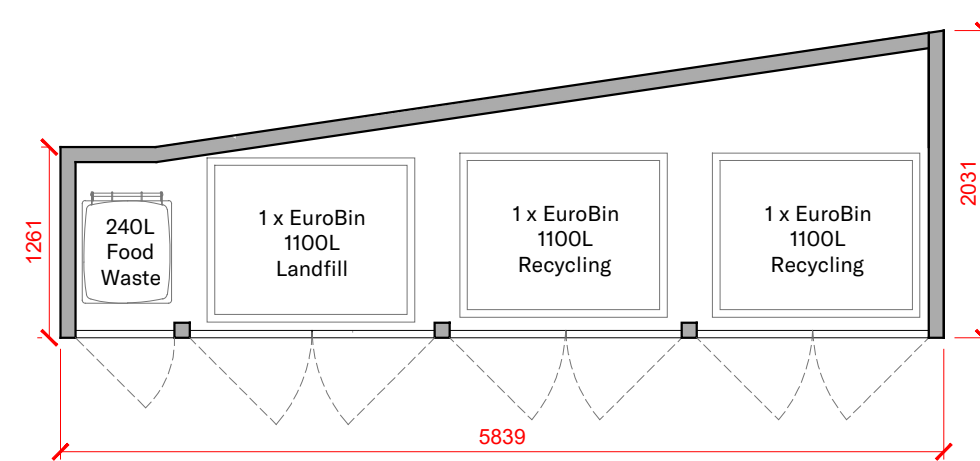 240L
Food
Waste
1 x EuroBin
1100L
Landfill
1 x EuroBin
1100L
Recycling
1 x EuroBin
1100L
Recycling
1261
2031
5839